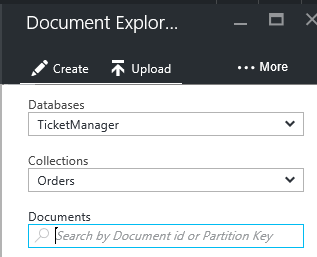 Document Explor...
Create Upload ••• More
Databases
TicketManager
Collections
Orders
Documents
Search by Document id or Partition Key